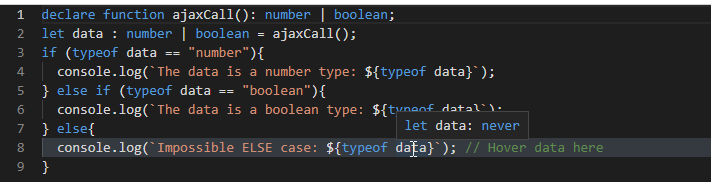 1 declare function ajaxCall(): number | boolean;
2 let data : number | boolean = ajaxCall();
3 if (typeof data == "number"){
4 console.log(`The data is a number type: ${typeof data}`);
5 } else if (typeof data == "boolean"){
6 console.log(`The data is a boolean type: ${typeof data}`);
let data: never
7 } else{
8 console.log(`Impossible ELSE case: ${typeof data}`); // Hover data here
9 }